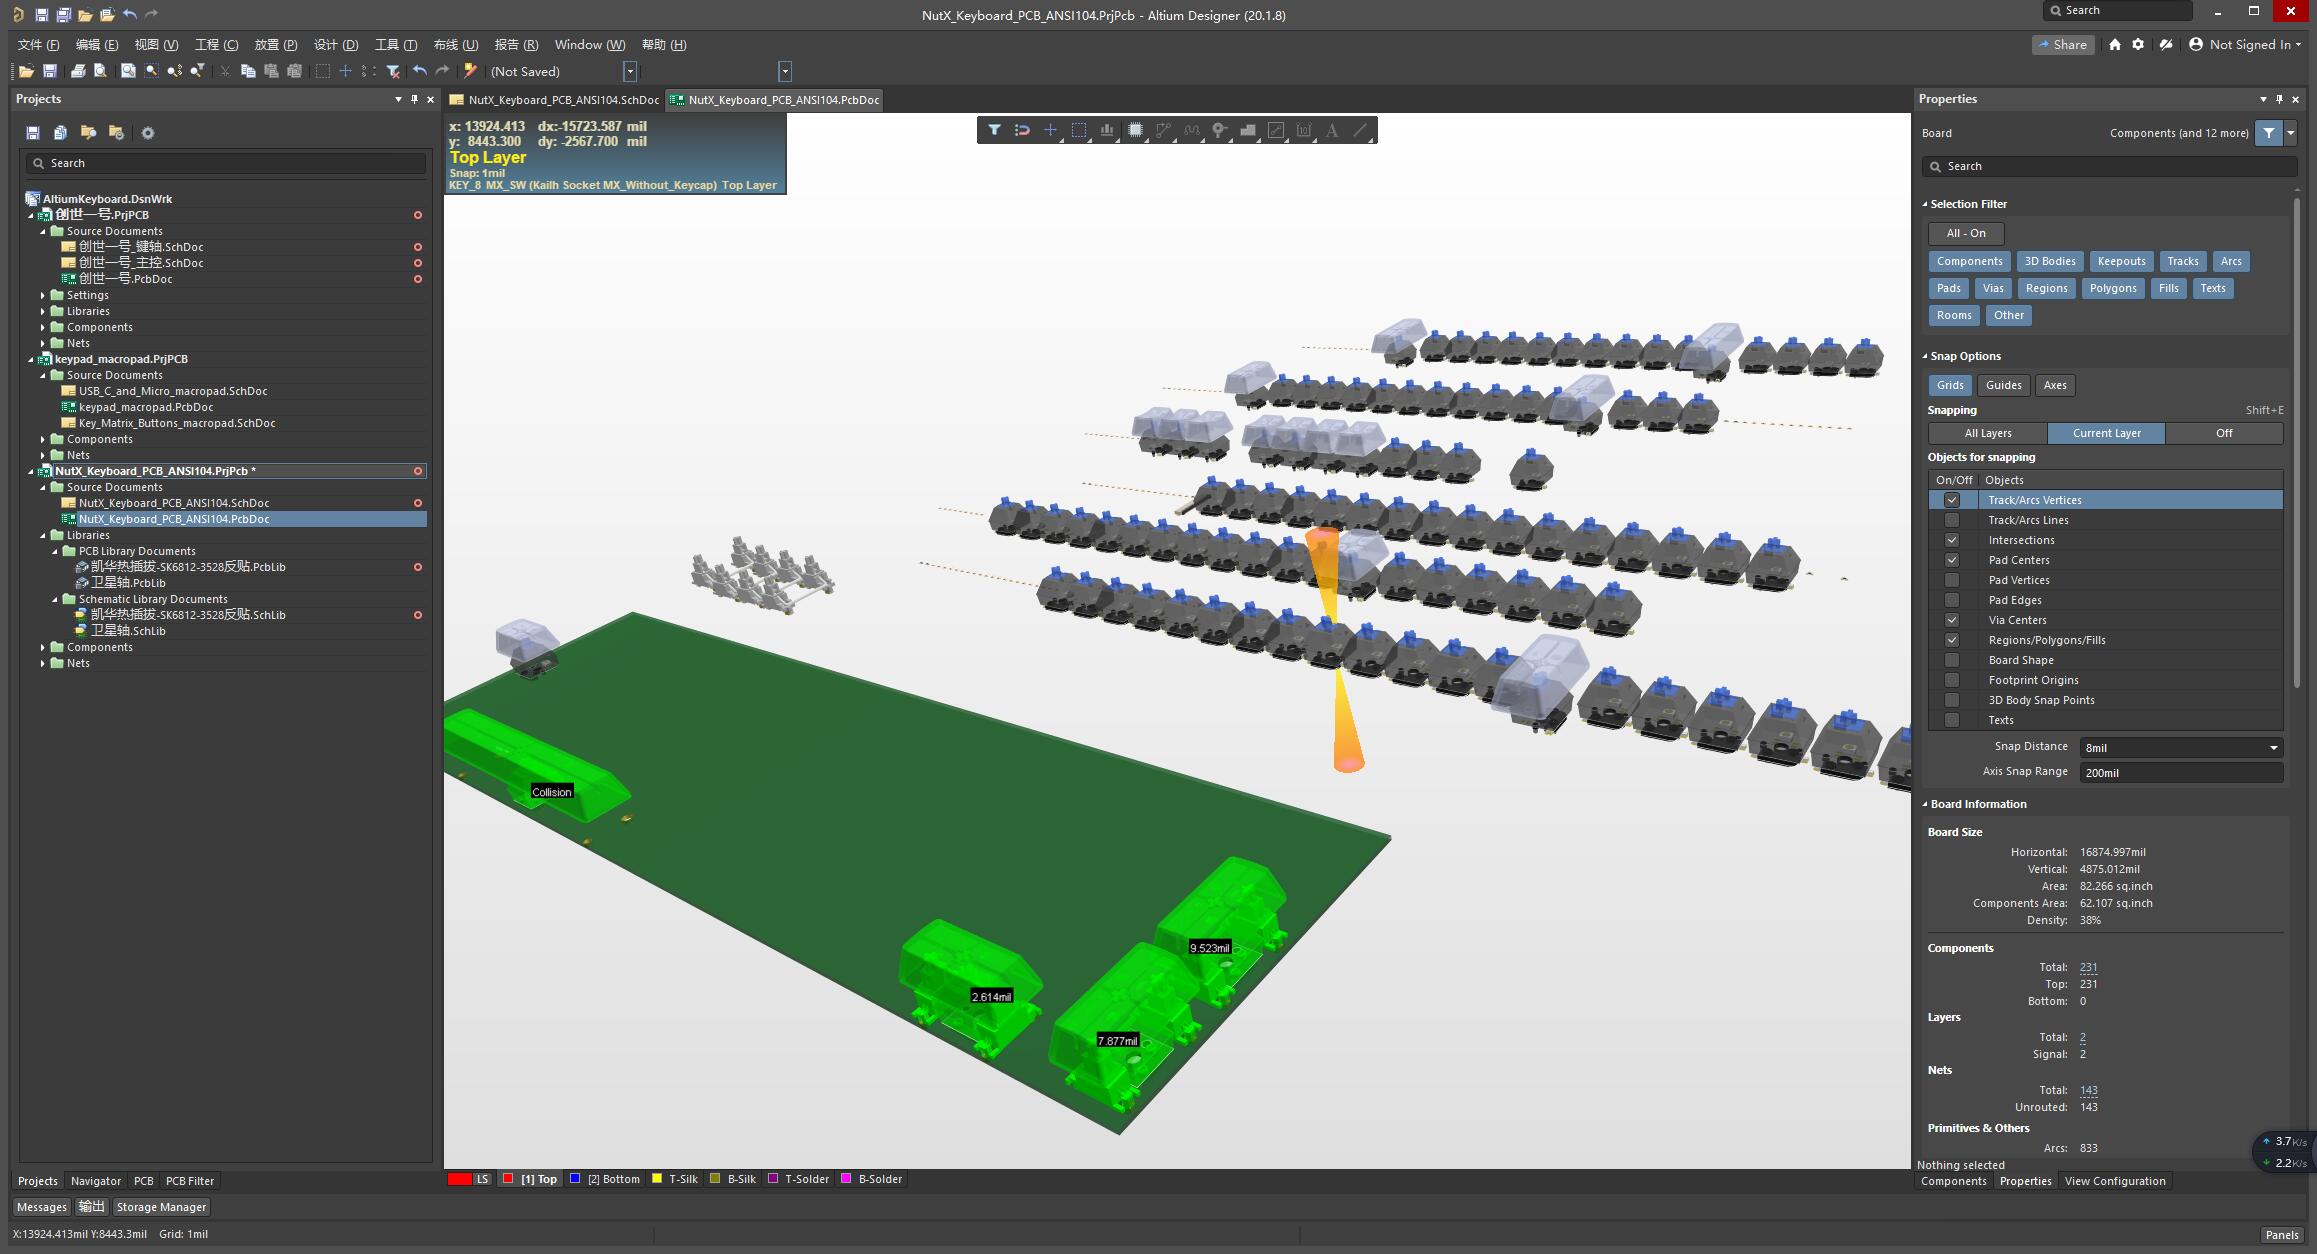 NutX_Keyboard_PCB_ANSI104.PrjPcb - Altium Designer (20.1.8)
Search
文件 (F) 编辑 (E) 视图 (V) 工程 (C) 放置 (P) 设计 (D) 工具 (T) 布线 (U) 报告 (R) Window (W) 帮助 (H)
Share
Not Signed In
(Not Saved)
Projects
Search
AltiumKeyboard.DsnWrk
创世一号.PrjPCB
Source Documents
创世一号_键轴.SchDoc
创世一号_主控.SchDoc
创世一号.PcbDoc
Settings
Libraries
Components
Nets
keypad_macropad.PrjPCB
Source Documents
USB_C_and_Micro_macropad.SchDoc
keypad_macropad.PcbDoc
Key_Matrix_Buttons_macropad.SchDoc
Components
Nets
NutX_Keyboard_PCB_ANSI104.PrjPcb *
Source Documents
NutX_Keyboard_PCB_ANSI104.SchDoc
NutX_Keyboard_PCB_ANSI104.PcbDoc
Libraries
PCB Library Documents
凯华热插拔-SK6812-3528反贴.PcbLib
卫星轴.PcbLib
Schematic Library Documents
凯华热插拔-SK6812-3528反贴.SchLib
卫星轴.SchLib
Components
Nets
Projects Navigator PCB PCB Filter
NutX_Keyboard_PCB_ANSI104.SchDoc
NutX_Keyboard_PCB_ANSI104.PcbDoc
x: 13924.413 dx:-15723.587 mil
y: 8443.300 dy: -2567.700 mil
Top Layer
Snap: 1mil
KEY_8 MX_SW (Kailh Socket MX_Without_Keycap) Top Layer
Collision
9.523mil
2.614mil
7.877mil
LS [1] Top [2] Bottom T-Silk B-Silk T-Solder B-Solder
Properties
Board Components (and 12 more)
Search
Selection Filter
All - On
Components 3D Bodies Keepouts Tracks Arcs
Pads Vias Regions Polygons Fills Texts
Rooms Other
Snap Options
Grids Guides Axes
Snapping Shift+E
All Layers Current Layer Off
Objects for snapping
On/Off Objects
Track/Arcs Vertices
Track/Arcs Lines
Intersections
Pad Centers
Pad Vertices
Pad Edges
Via Centers
Regions/Polygons/Fills
Board Shape
Footprint Origins
3D Body Snap Points
Texts
Snap Distance 8mil
Axis Snap Range 200mil
Board Information
Board Size
Horizontal: 16874.997mil
Vertical: 4875.012mil
Area: 82.266 sq.inch
Components Area: 62.107 sq.inch
Density: 38%
Components
Total: 231
Top: 231
Bottom: 0
Layers
Total: 2
Signal: 2
Nets
Total: 143
Unrouted: 143
Primitives & Others
Arcs: 833
3.7K/s
2.2K/s
Nothing selected
Components Properties View Configuration
Messages 输出 Storage Manager
X:13924.413mil Y:8443.3mil Grid: 1mil
Panels